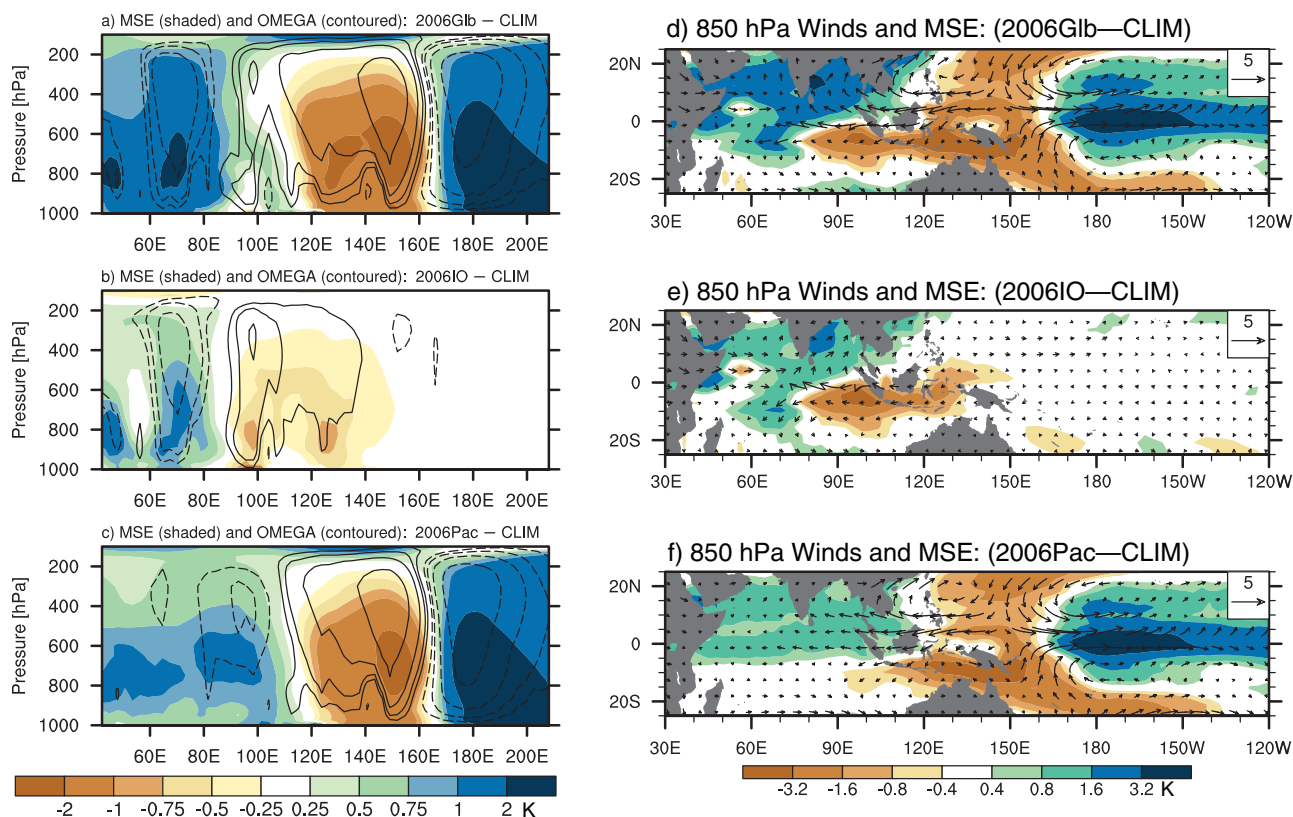 a) MSE (shaded) and OMEGA (contoured): 2006Glb − CLIM
Pressure [hPa]
200
400
600
800
1000
60E 80E 100E 120E 140E 160E 180E 200E
b) MSE (shaded) and OMEGA (contoured): 2006IO − CLIM
Pressure [hPa]
200
400
600
800
1000
60E 80E 100E 120E 140E 160E 180E 200E
c) MSE (shaded) and OMEGA (contoured): 2006Pac − CLIM
Pressure [hPa]
200
400
600
800
1000
60E 80E 100E 120E 140E 160E 180E 200E
-2 -1 -0.75 -0.5 -0.25 0.25 0.5 0.75 1 2 K
d) 850 hPa Winds and MSE: (2006Glb—CLIM)
5
20N
0
20S
30E 60E 90E 120E 150E 180 150W 120W
e) 850 hPa Winds and MSE: (2006IO—CLIM)
5
20N
0
20S
30E 60E 90E 120E 150E 180 150W 120W
f) 850 hPa Winds and MSE: (2006Pac—CLIM)
5
20N
0
20S
30E 60E 90E 120E 150E 180 150W 120W
-3.2 -1.6 -0.8 -0.4 0.4 0.8 1.6 3.2 K